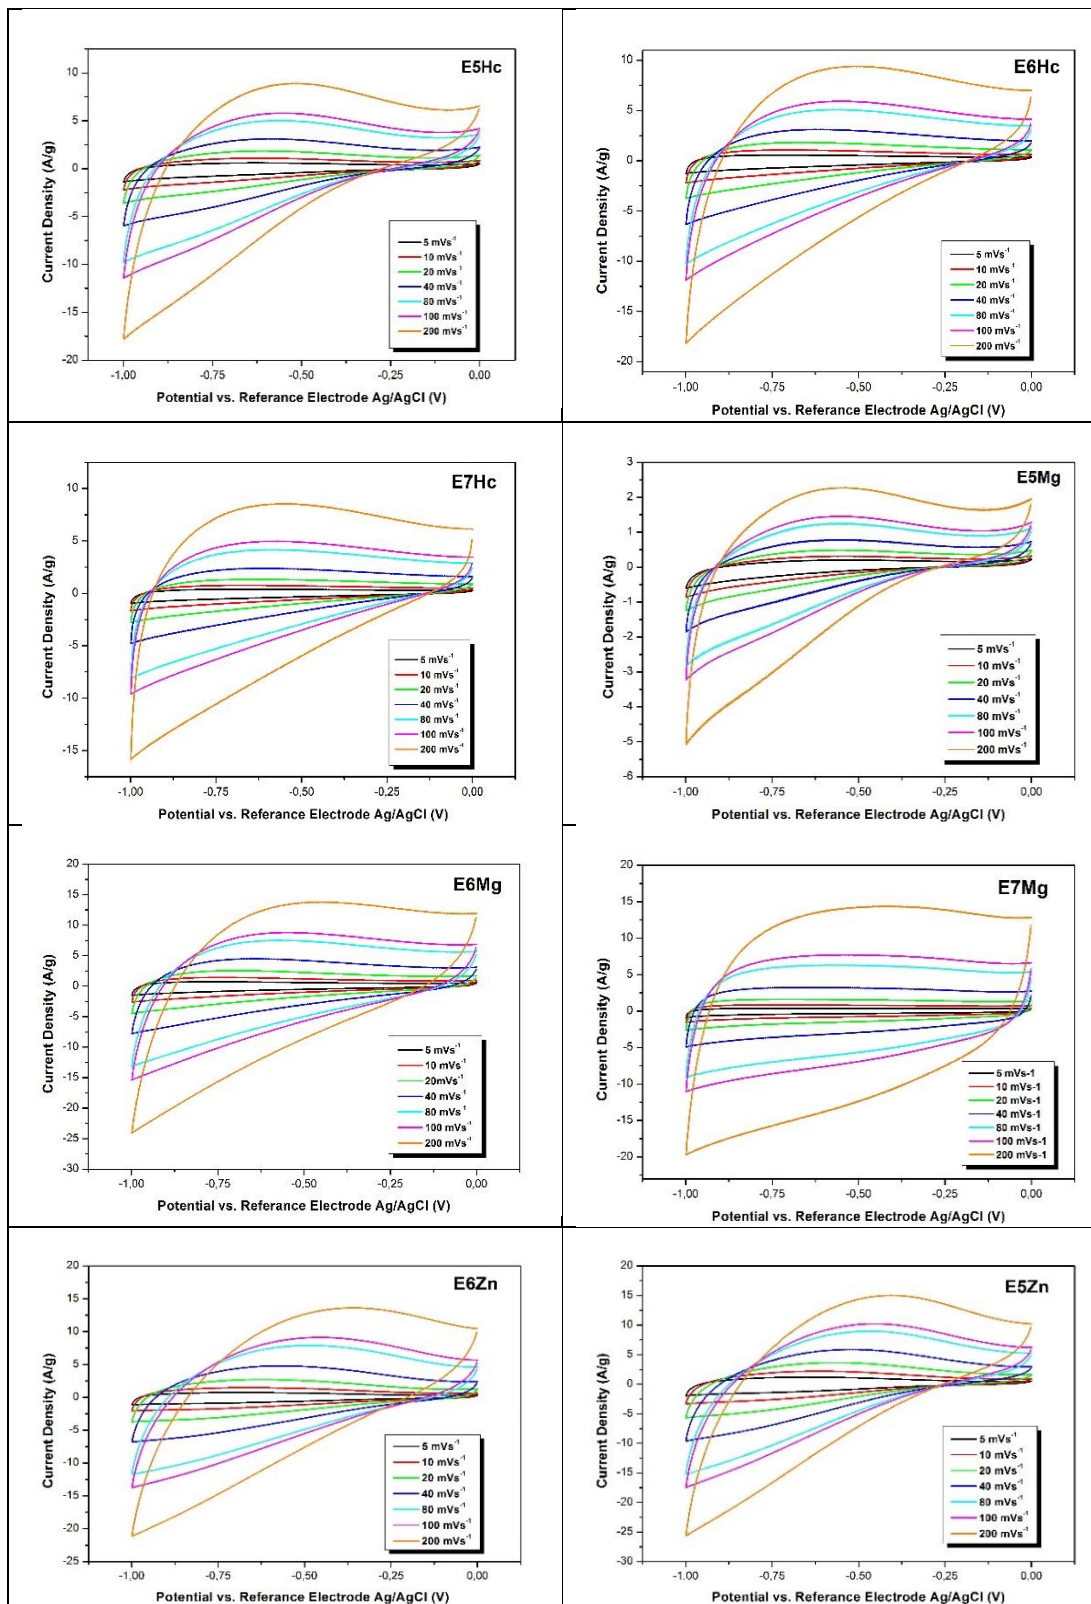 E5Hc
10
5
0
-5
-10
-15
-20
Current Density (A/g)
5 mVs⁻¹
10 mVs⁻¹
20 mVs⁻¹
40 mVs⁻¹
80 mVs⁻¹
100 mVs⁻¹
200 mVs⁻¹
-1,00 -0,75 -0,50 -0,25 0,00
Potential vs. Referance Electrode Ag/AgCl (V)
E6Hc
10
5
0
-5
-10
-15
-20
Current Density (A/g)
5 mVs⁻¹
10 mVs⁻¹
20 mVs⁻¹
40 mVs⁻¹
80 mVs⁻¹
100 mVs⁻¹
200 mVs⁻¹
-1,00 -0,75 -0,50 -0,25 0,00
Potential vs. Referance Electrode Ag/AgCl (V)
E7Hc
10
5
0
-5
-10
-15
Current Density (A/g)
5 mVs⁻¹
10 mVs⁻¹
20 mVs⁻¹
40 mVs⁻¹
80 mVs⁻¹
100 mVs⁻¹
200 mVs⁻¹
-1,00 -0,75 -0,50 -0,25 0,00
Potential vs. Referance Electrode Ag/AgCl (V)
E5Mg
3
2
1
0
-1
-2
-3
-4
-5
-6
Current Density (A/g)
5 mVs⁻¹
10 mVs⁻¹
20 mVs⁻¹
40 mVs⁻¹
80 mVs⁻¹
100 mVs⁻¹
200 mVs⁻¹
-1,00 -0,75 -0,50 -0,25 0,00
Potential vs. Referance Electrode Ag/AgCl (V)
E6Mg
20
15
10
5
0
-5
-10
-15
-20
-25
-30
Current Density (A/g)
5 mVs⁻¹
10 mVs⁻¹
20mVs⁻¹
40 mVs⁻¹
80 mVs⁻¹
100 mVs⁻¹
200 mVs⁻¹
-1,00 -0,75 -0,50 -0,25 0,00
Potential vs. Referance Electrode Ag/AgCl (V)
E7Mg
20
15
10
5
0
-5
-10
-15
-20
Current Density (A/g)
5 mVs-1
10 mVs-1
20 mVs-1
40 mVs-1
80 mVs-1
100 mVs-1
200 mVs-1
-1,00 -0,75 -0,50 -0,25 0,00
Potential vs. Referance Electrode Ag/AgCl (V)
E6Zn
20
15
10
5
0
-5
-10
-15
-20
-25
Current Density (A/g)
5 mVs⁻¹
10 mVs⁻¹
20 mVs⁻¹
40 mVs⁻¹
80 mVs⁻¹
100 mVs⁻¹
200 mVs⁻¹
-1,00 -0,75 -0,50 -0,25 0,00
Potential vs. Referance Electrode Ag/AgCl (V)
E5Zn
20
15
10
5
0
-5
-10
-15
-20
-25
-30
Current Density (A/g)
5 mVs⁻¹
10 mVs⁻¹
20 mVs⁻¹
40 mVs⁻¹
80 mVs⁻¹
100 mVs⁻¹
200 mVs⁻¹
-1,00 -0,75 -0,50 -0,25 0,00
Potential vs. Referance Electrode Ag/AgCl (V)